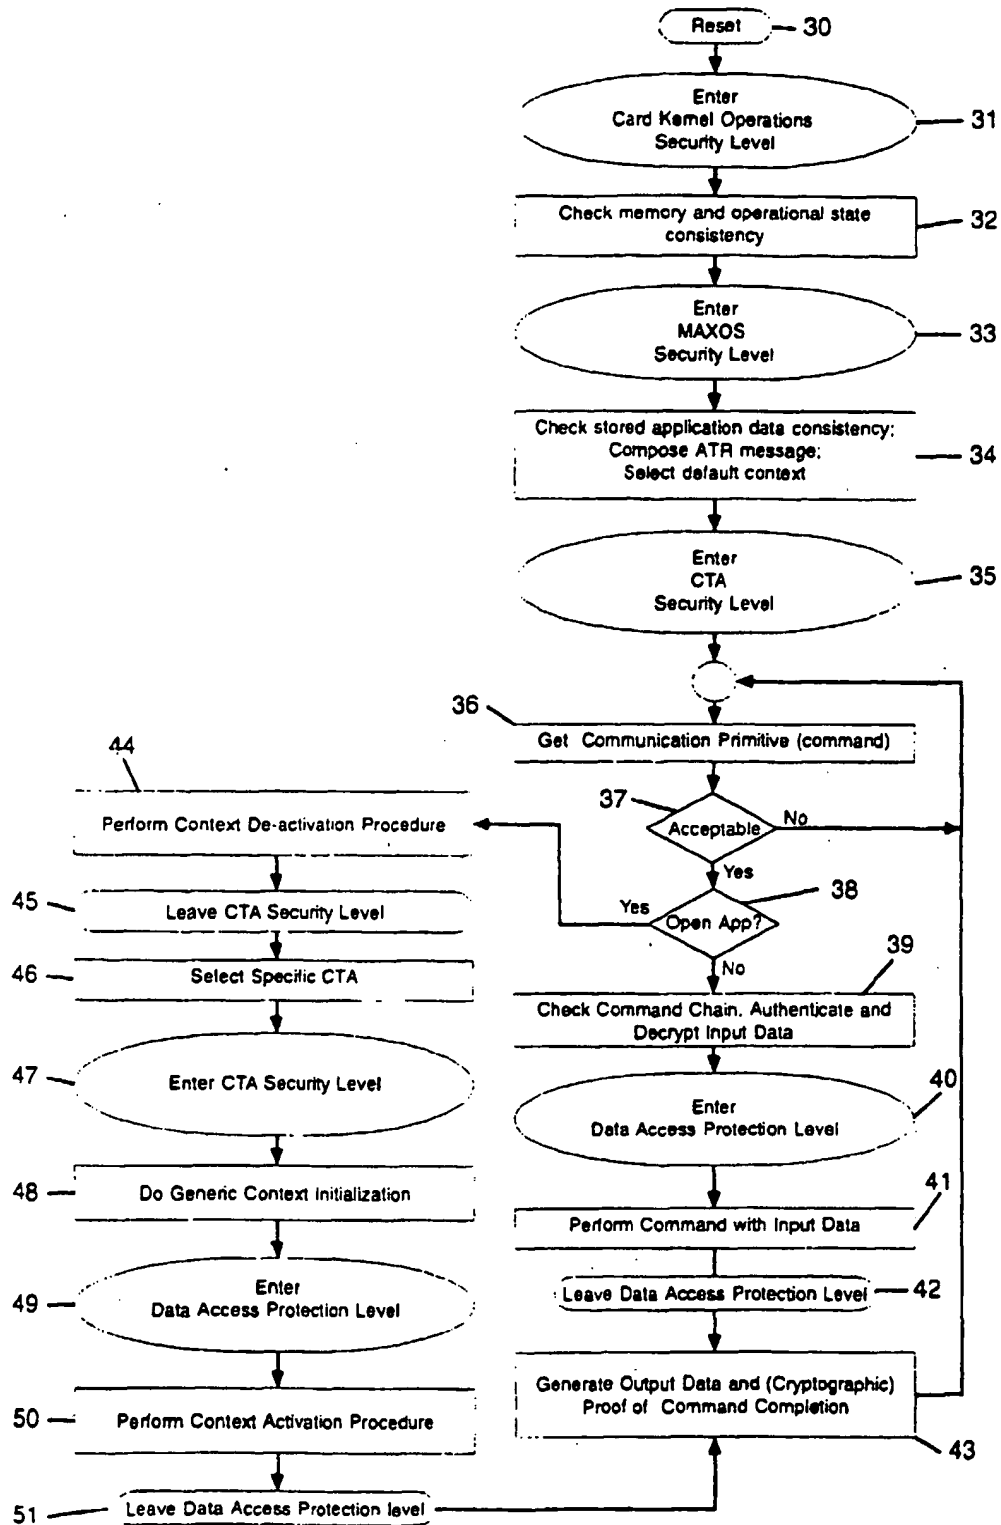 Reset
30
Enter
Card Kernel Operations
Security Level
31
Check memory and operational state
consistency
32
Enter
MAXOS
Security Level
33
Check stored application data consistency;
Compose ATR message;
Select default context
34
Enter
CTA
Security Level
35
36
Get Communication Primitive (command)
37
Acceptable
No
Yes
38
Open App?
Yes
No
39
Check Command Chain. Authenticate and
Decrypt Input Data
40
Enter
Data Access Protection Level
41
Perform Command with Input Data
Leave Data Access Protection Level
42
Generate Output Data and (Cryptographic)
Proof of Command Completion
43
44
Perform Context De-activation Procedure
45
Leave CTA Security Level
46
Select Specific CTA
47
Enter CTA Security Level
48
Do Generic Context Initialization
49
Enter
Data Access Protection Level
50
Perform Context Activation Procedure
51
Leave Data Access Protection level